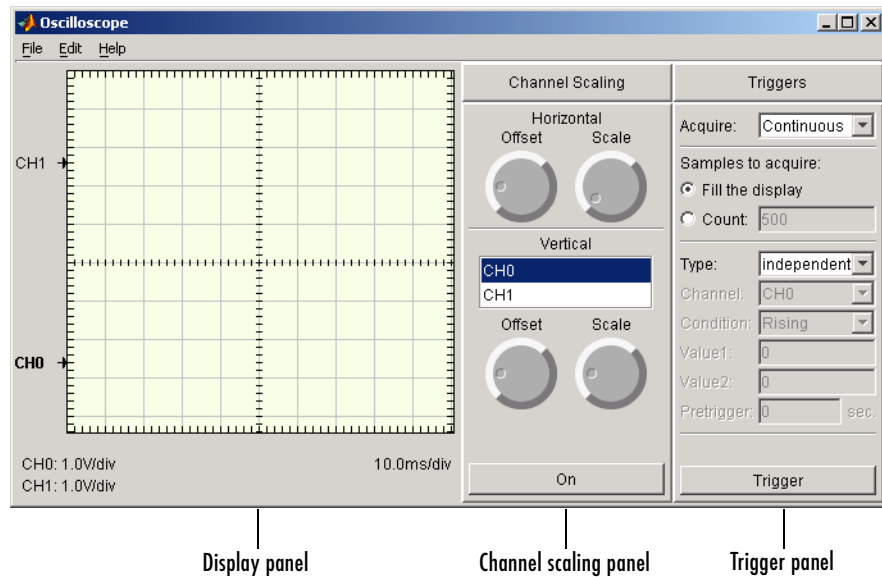 Oscilloscope
File Edit Help
CH1
CH0
CH0: 1.0V/div
CH1: 1.0V/div
10.0ms/div
Channel Scaling
Horizontal
Offset Scale
Vertical
CH0
CH1
Offset Scale
On
Triggers
Acquire: Continuous
Samples to acquire:
Fill the display
Count: 500
Type: independent
Channel: CH0
Condition: Rising
Value1: 0
Value2: 0
Pretrigger: 0 sec.
Trigger
Display panel
Channel scaling panel
Trigger panel